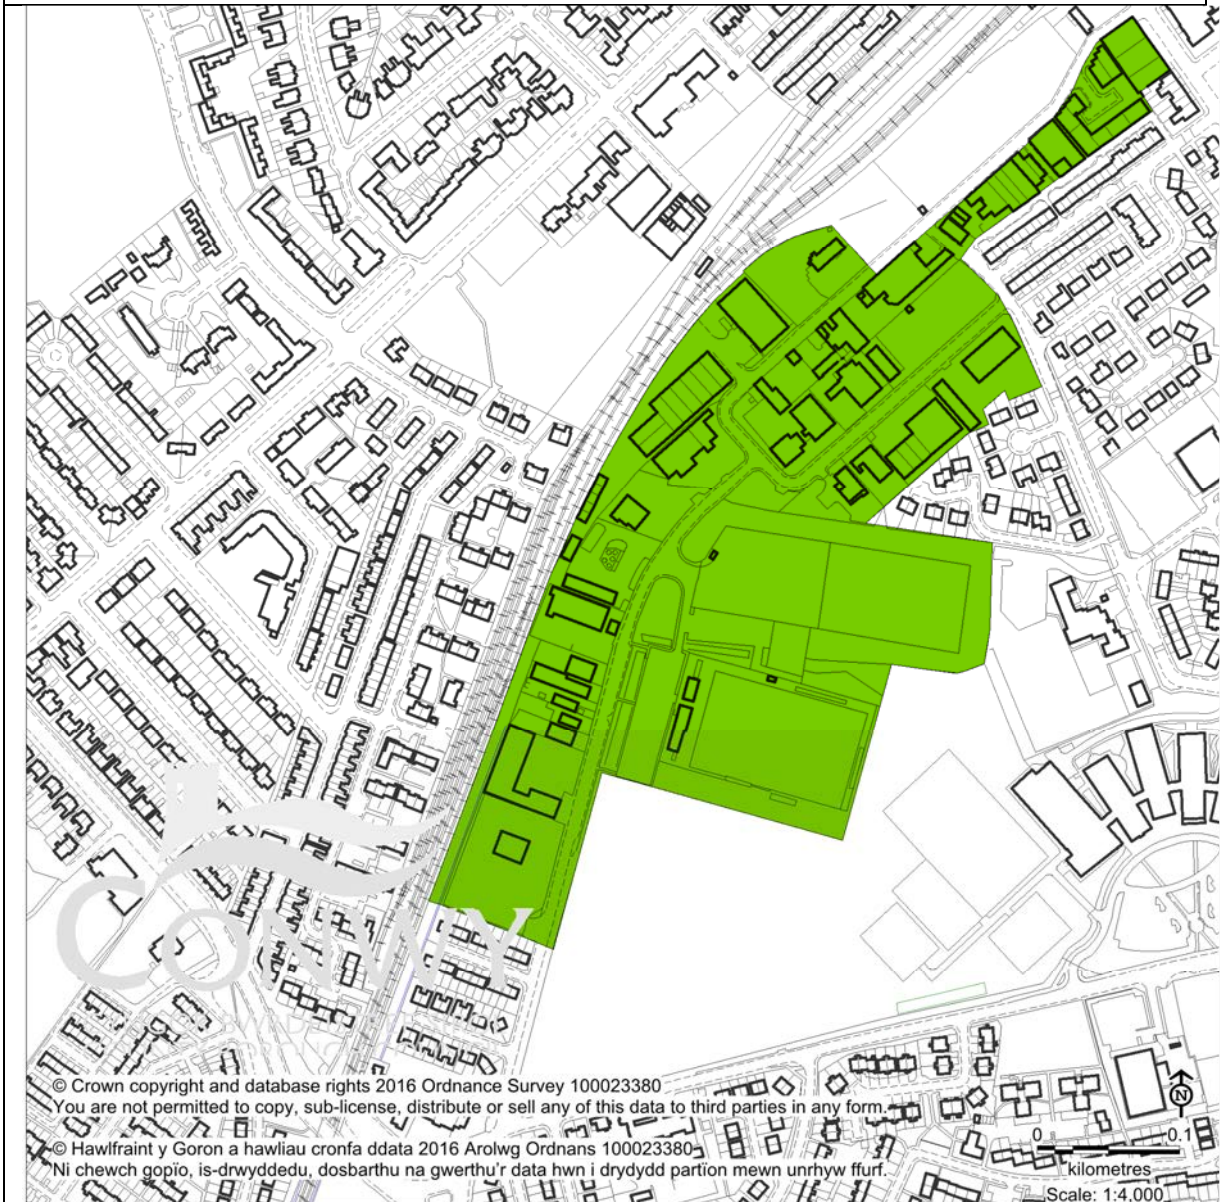 CONWY
© Crown copyright and database rights 2016 Ordnance Survey 100023380
You are not permitted to copy, sub-license, distribute or sell any of this data to third parties in any form.
© Hawlfraint y Goron a hawliau cronfa ddata 2016 Arolwg Ordnans 100023380
Ni chewch gopïo, is-drwyddedu, dosbarthu na gwerthu'r data hwn i drydydd partïon mewn unrhyw ffurf.
N
0 0.1
kilometres
Scale: 1:4,000